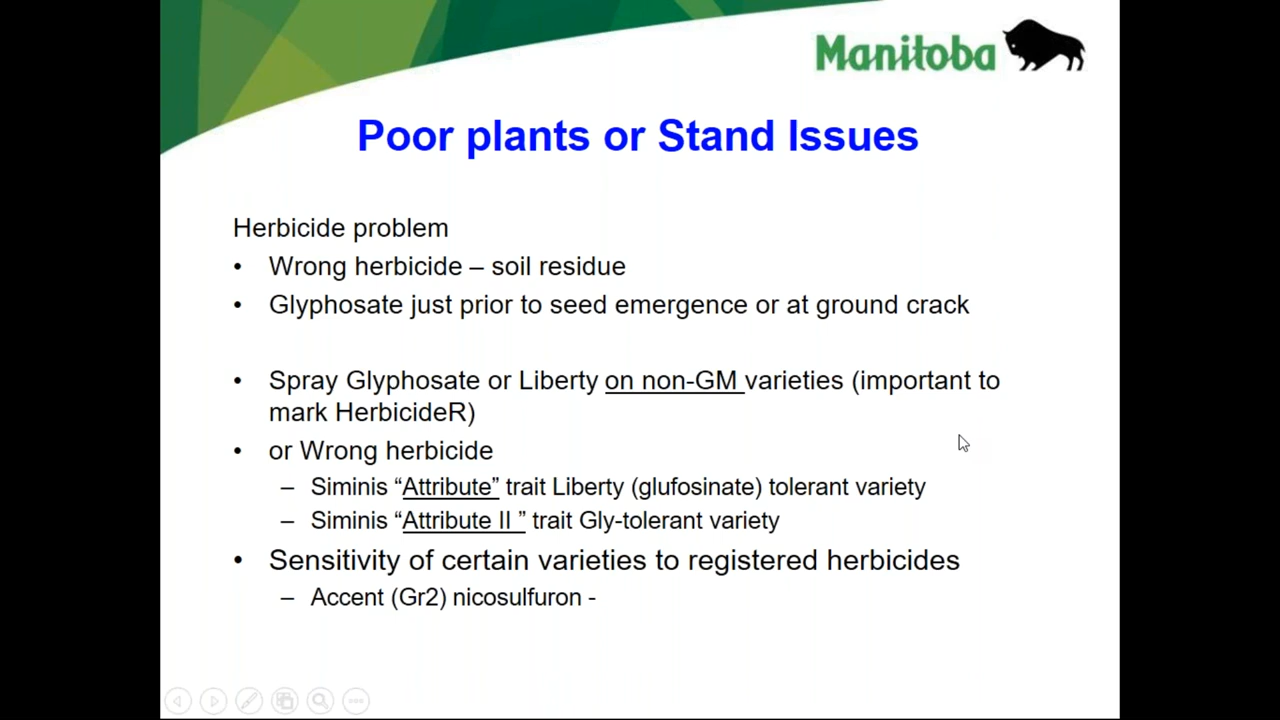 Manitoba
Poor plants or Stand Issues
Herbicide problem
• Wrong herbicide – soil residue
• Glyphosate just prior to seed emergence or at ground crack
• Spray Glyphosate or Liberty on non-GM varieties (important to
mark HerbicideR)
• or Wrong herbicide
– Siminis “Attribute” trait Liberty (glufosinate) tolerant variety
– Siminis “Attribute II ” trait Gly-tolerant variety
• Sensitivity of certain varieties to registered herbicides
– Accent (Gr2) nicosulfuron -